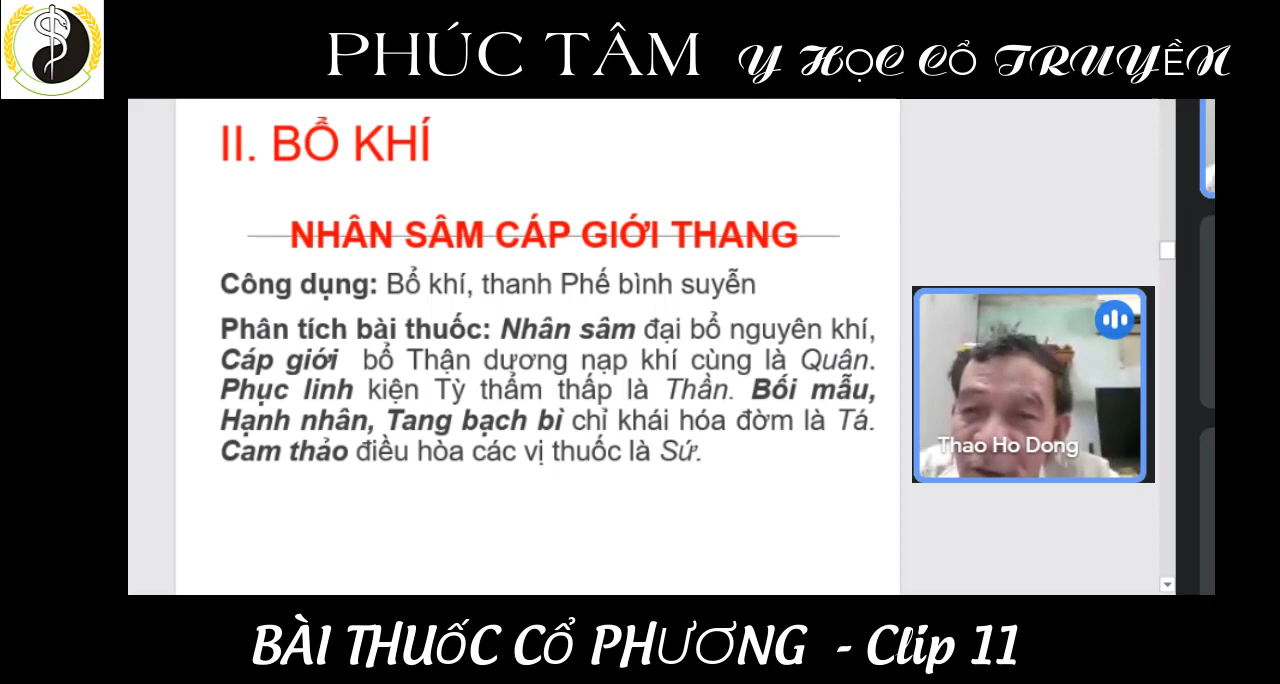 PHÚC TÂM Y HỌC CỔ TRUYỀN
II. BỔ KHÍ
NHÂN SÂM CÁP GIỚI THANG
Công dụng: Bổ khí, thanh Phế bình suyễn
Phân tích bài thuốc: Nhân sâm đại bổ nguyên khí,
Cáp giới bổ Thận dương nạp khí cùng là Quân.
Phục linh kiện Tỳ thẩm thấp là Thần. Bối mẫu,
Hạnh nhân, Tang bạch bì chỉ khái hóa đờm là Tá.
Cam thảo điều hòa các vị thuốc là Sứ.
Thao Ho Dong
BÀI THUỐC CỔ PHƯƠNG - Clip 11